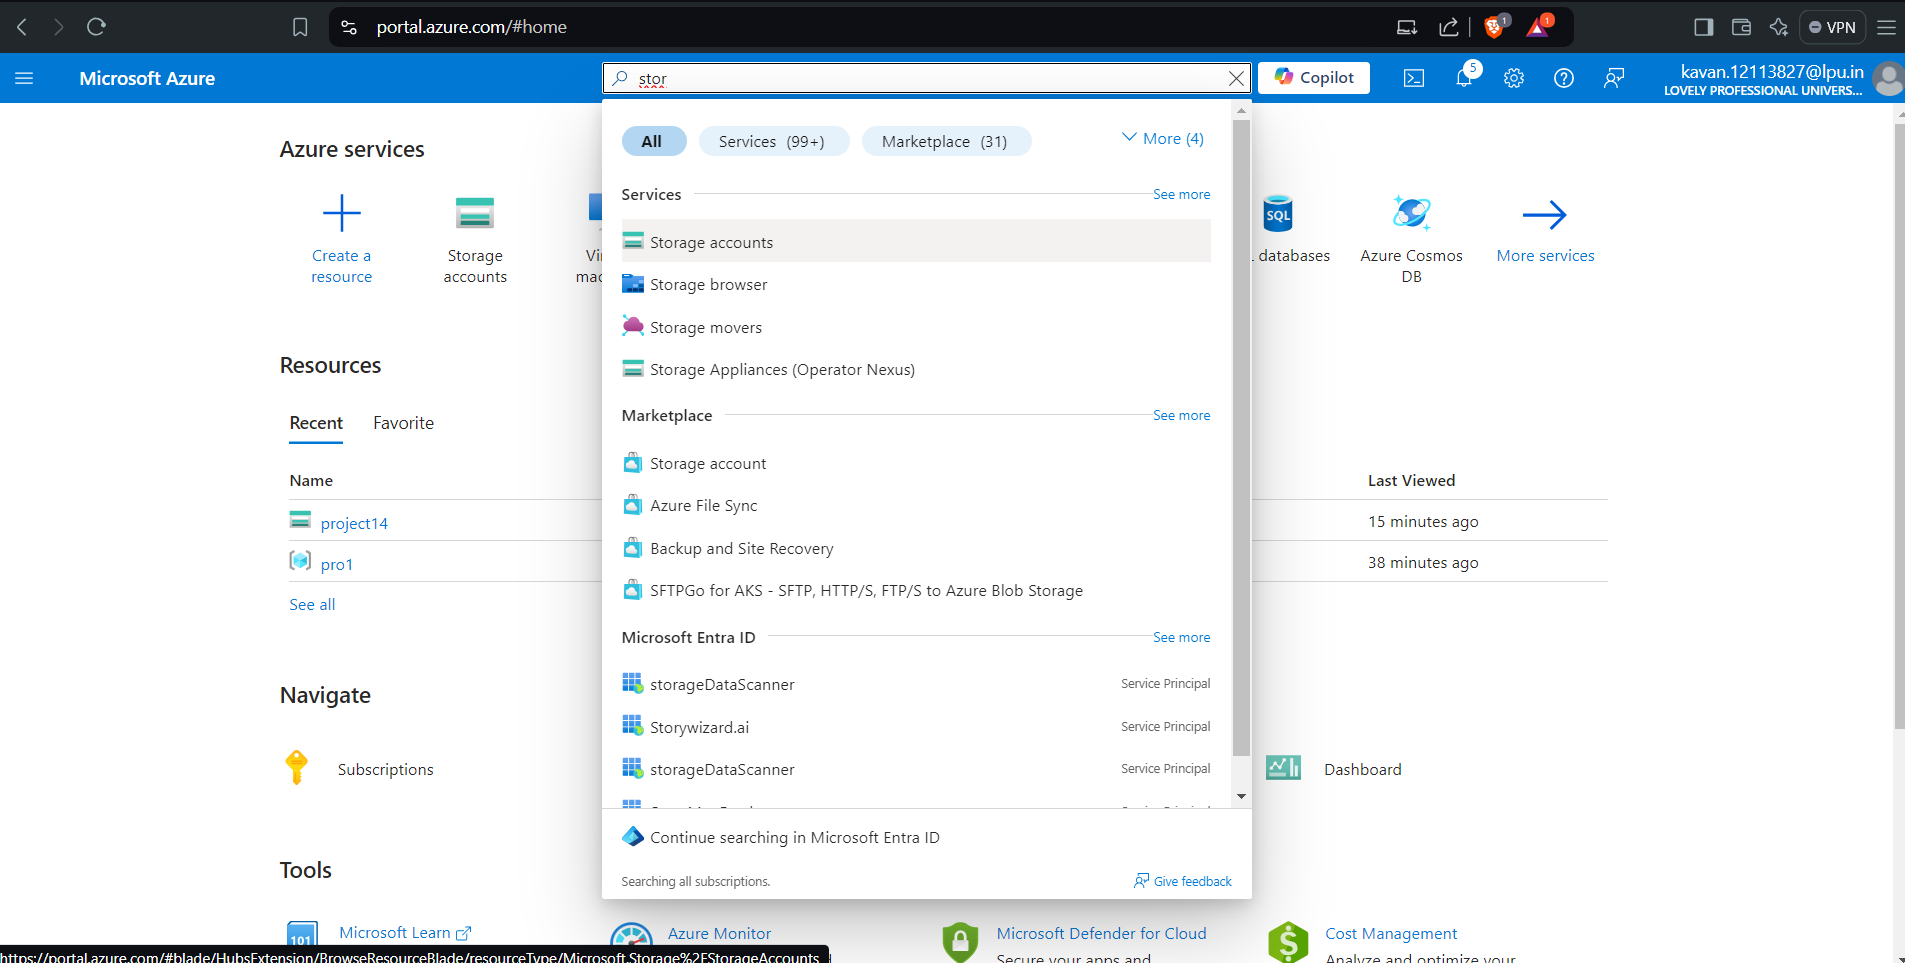 portal.azure.com/#home
1
1
VPN
Microsoft Azure
stor
Copilot
5
kavan.12113827@lpu.in
LOVELY PROFESSIONAL UNIVERS...
All
Services (99+)
Marketplace (31)
More (4)
Azure services
Create a
resource
Storage
accounts
Vir
mac
SQL
databases
Azure Cosmos
DB
More services
Services
See more
Storage accounts
Storage browser
Storage movers
Storage Appliances (Operator Nexus)
Marketplace
See more
Storage account
Azure File Sync
Backup and Site Recovery
SFTPGo for AKS - SFTP, HTTP/S, FTP/S to Azure Blob Storage
Microsoft Entra ID
See more
storageDataScanner
Service Principal
Storywizard.ai
Service Principal
storageDataScanner
Service Principal
Continue searching in Microsoft Entra ID
Searching all subscriptions.
Give feedback
Resources
Recent
Favorite
Name
Last Viewed
project14
15 minutes ago
pro1
38 minutes ago
See all
Navigate
Subscriptions
Dashboard
Tools
101
Microsoft Learn
Azure Monitor
Microsoft Defender for Cloud
Secure your apps and
Cost Management
Analyze and optimize your
https://portal.azure.com/#blade/HubsExtension/BrowseResourceBlade/resourceType/Microsoft.Storage%2FStorageAccounts